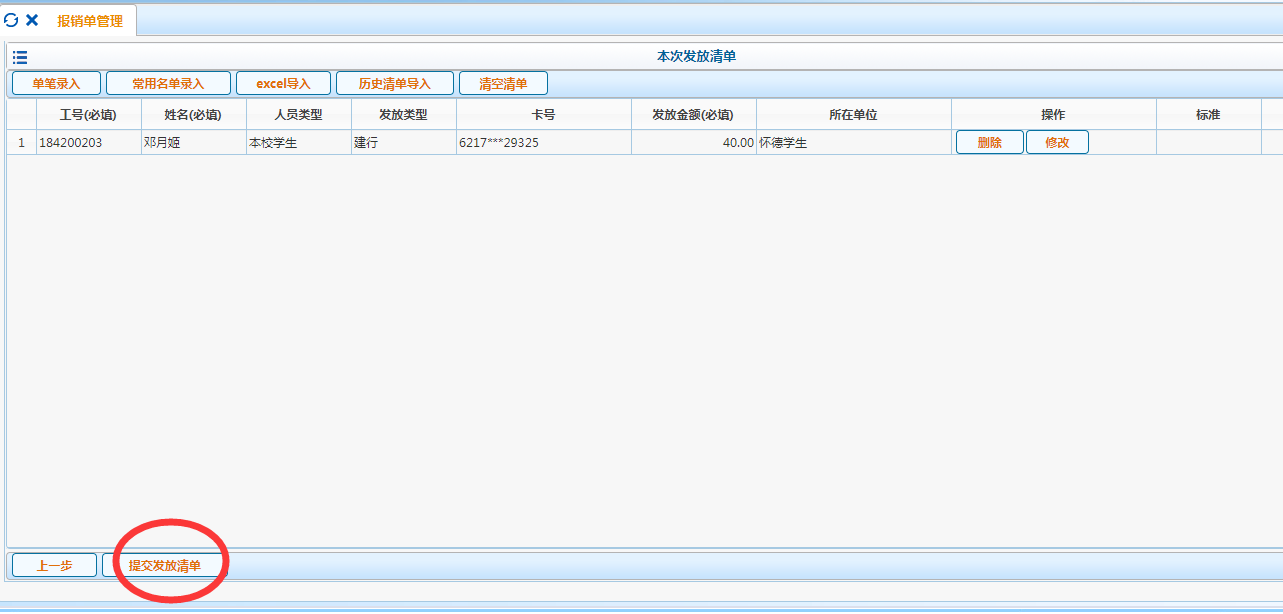 报销单管理
本次发放清单
单笔录入 常用名单录入 excel导入 历史清单导入 清空清单
工号(必填) 姓名(必填) 人员类型 发放类型 卡号 发放金额(必填) 所在单位 操作 标准
1 184200203 邓月姬 本校学生 建行 6217***29325 40.00 怀德学生 删除 修改
上一步 提交发放清单